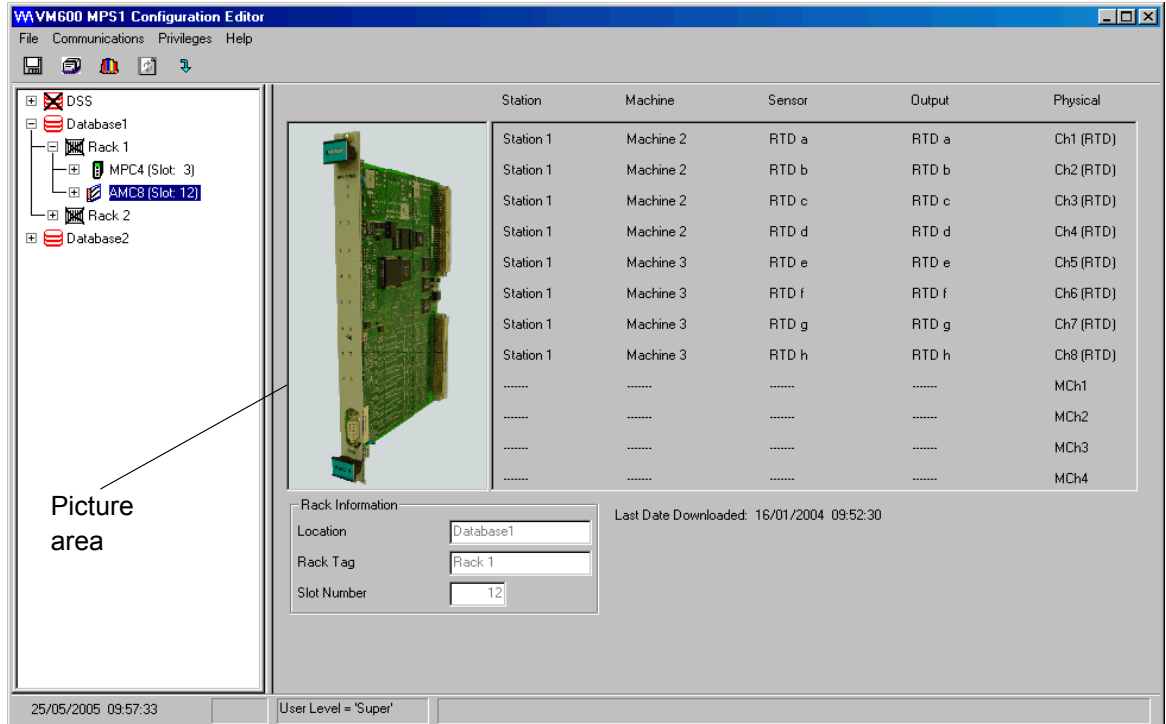 VM600 MPS1 Configuration Editor
File Communications Privileges Help
DSS
Database1
Rack 1
MPC4 (Slot: 3)
AMC8 (Slot: 12)
Rack 2
Database2
Station Machine Sensor Output Physical
Station 1 Machine 2 RTD a RTD a Ch1 (RTD)
Station 1 Machine 2 RTD b RTD b Ch2 (RTD)
Station 1 Machine 2 RTD c RTD c Ch3 (RTD)
Station 1 Machine 2 RTD d RTD d Ch4 (RTD)
Station 1 Machine 3 RTD e RTD e Ch5 (RTD)
Station 1 Machine 3 RTD f RTD f Ch6 (RTD)
Station 1 Machine 3 RTD g RTD g Ch7 (RTD)
Station 1 Machine 3 RTD h RTD h Ch8 (RTD)
------- ------- ------- ------- MCh1
------- ------- ------- ------- MCh2
------- ------- ------- ------- MCh3
------- ------- ------- ------- MCh4
Picture
area
Rack Information
Location Database1
Rack Tag Rack 1
Slot Number 12
Last Date Downloaded: 16/01/2004 09:52:30
25/05/2005 09:57:33 User Level = 'Super'